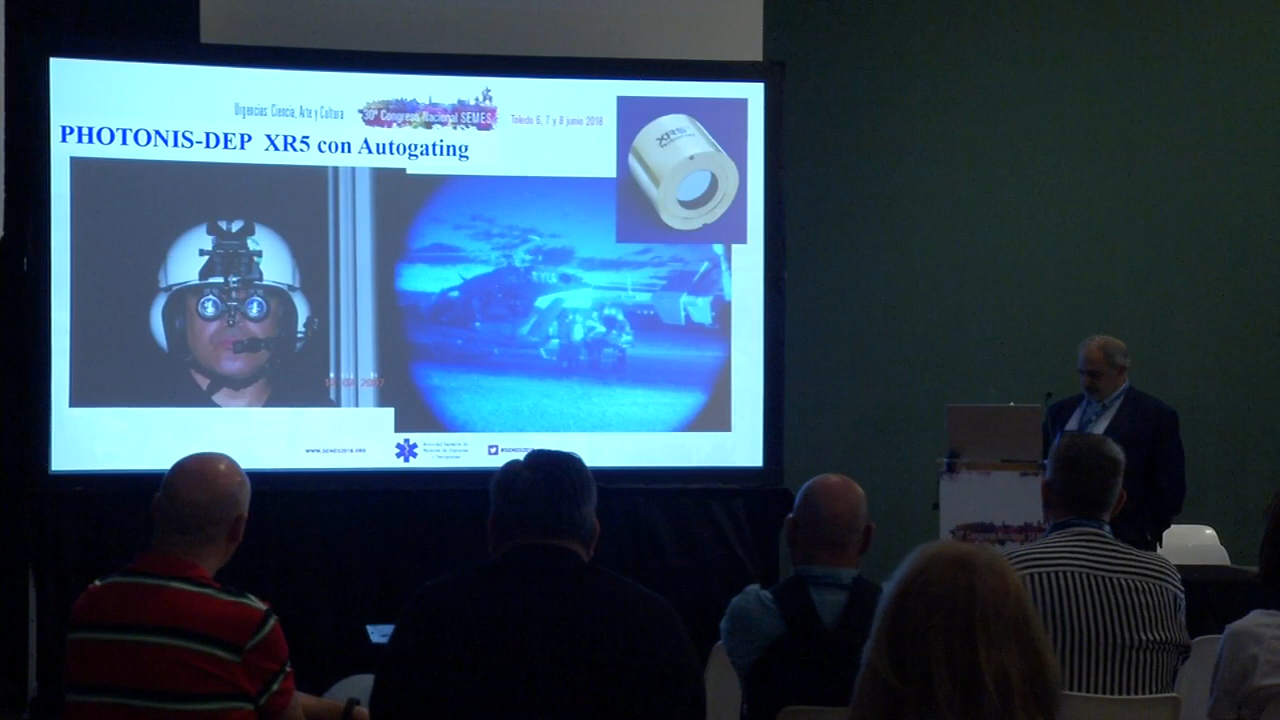 Urgencias: Ciencia, Arte y Cultura
30º Congreso Nacional SEMES
Toledo 6, 7 y 8 junio 2018
PHOTONIS-DEP XR5 con Autogating
XR5
2007
WWW.SEMES2018.ORG